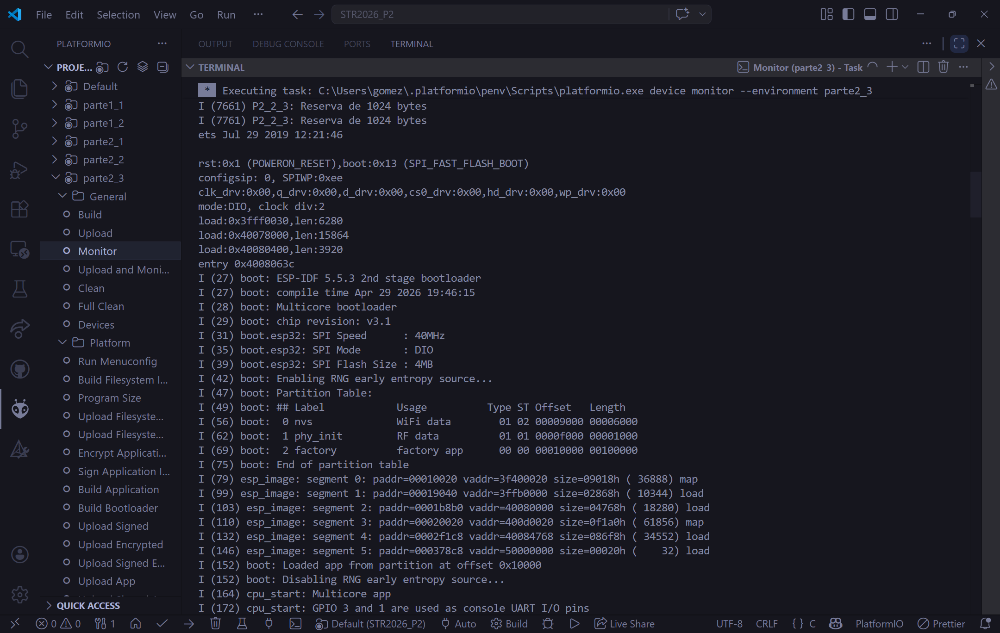 File Edit Selection View Go Run ··· STR2026_P2
PLATFORMIO ···
OUTPUT DEBUG CONSOLE PORTS TERMINAL
PROJE...
Default
parte1_1
parte1_2
parte2_1
parte2_2
parte2_3
General
Build
Upload
Monitor
Upload and Moni...
Clean
Full Clean
Devices
Platform
Run Menuconfig
Build Filesystem I...
Program Size
Upload Filesyste...
Upload Filesyste...
Encrypt Applicati...
Sign Application I...
Build Application
Build Bootloader
Upload Signed
Upload Encrypted
Upload Signed E...
Upload App
QUICK ACCESS
TERMINAL Monitor (parte2_3) - Task
* Executing task: C:\Users\gomez\.platformio\penv\Scripts\platformio.exe device monitor --environment parte2_3
I (7661) P2_2_3: Reserva de 1024 bytes
I (7761) P2_2_3: Reserva de 1024 bytes
ets Jul 29 2019 12:21:46
rst:0x1 (POWERON_RESET),boot:0x13 (SPI_FAST_FLASH_BOOT)
configsip: 0, SPIWP:0xee
clk_drv:0x00,q_drv:0x00,d_drv:0x00,cs0_drv:0x00,hd_drv:0x00,wp_drv:0x00
mode:DIO, clock div:2
load:0x3fff0030,len:6280
load:0x40078000,len:15864
load:0x40080400,len:3920
entry 0x4008063c
I (27) boot: ESP-IDF 5.5.3 2nd stage bootloader
I (27) boot: compile time Apr 29 2026 19:46:15
I (28) boot: Multicore bootloader
I (29) boot: chip revision: v3.1
I (31) boot.esp32: SPI Speed : 40MHz
I (35) boot.esp32: SPI Mode : DIO
I (39) boot.esp32: SPI Flash Size : 4MB
I (42) boot: Enabling RNG early entropy source...
I (47) boot: Partition Table:
I (49) boot: ## Label Usage Type ST Offset Length
I (56) boot: 0 nvs WiFi data 01 02 00009000 00006000
I (62) boot: 1 phy_init RF data 01 01 0000f000 00001000
I (69) boot: 2 factory factory app 00 00 00010000 00100000
I (75) boot: End of partition table
I (79) esp_image: segment 0: paddr=00010020 vaddr=3f400020 size=09018h ( 36888) map
I (99) esp_image: segment 1: paddr=00019040 vaddr=3ffb0000 size=02868h ( 10344) load
I (103) esp_image: segment 2: paddr=0001b8b0 vaddr=40080000 size=04768h ( 18280) load
I (110) esp_image: segment 3: paddr=00020020 vaddr=400d0020 size=0f1a0h ( 61856) map
I (132) esp_image: segment 4: paddr=0002f1c8 vaddr=40084768 size=086f8h ( 34552) load
I (146) esp_image: segment 5: paddr=000378c8 vaddr=50000000 size=00020h ( 32) load
I (152) boot: Loaded app from partition at offset 0x10000
I (152) boot: Disabling RNG early entropy source...
I (164) cpu_start: Multicore app
I (172) cpu_start: GPIO 3 and 1 are used as console UART I/O pins
0 0 1 Default (STR2026_P2) Auto Build Live Share UTF-8 CRLF { } C PlatformIO Prettier